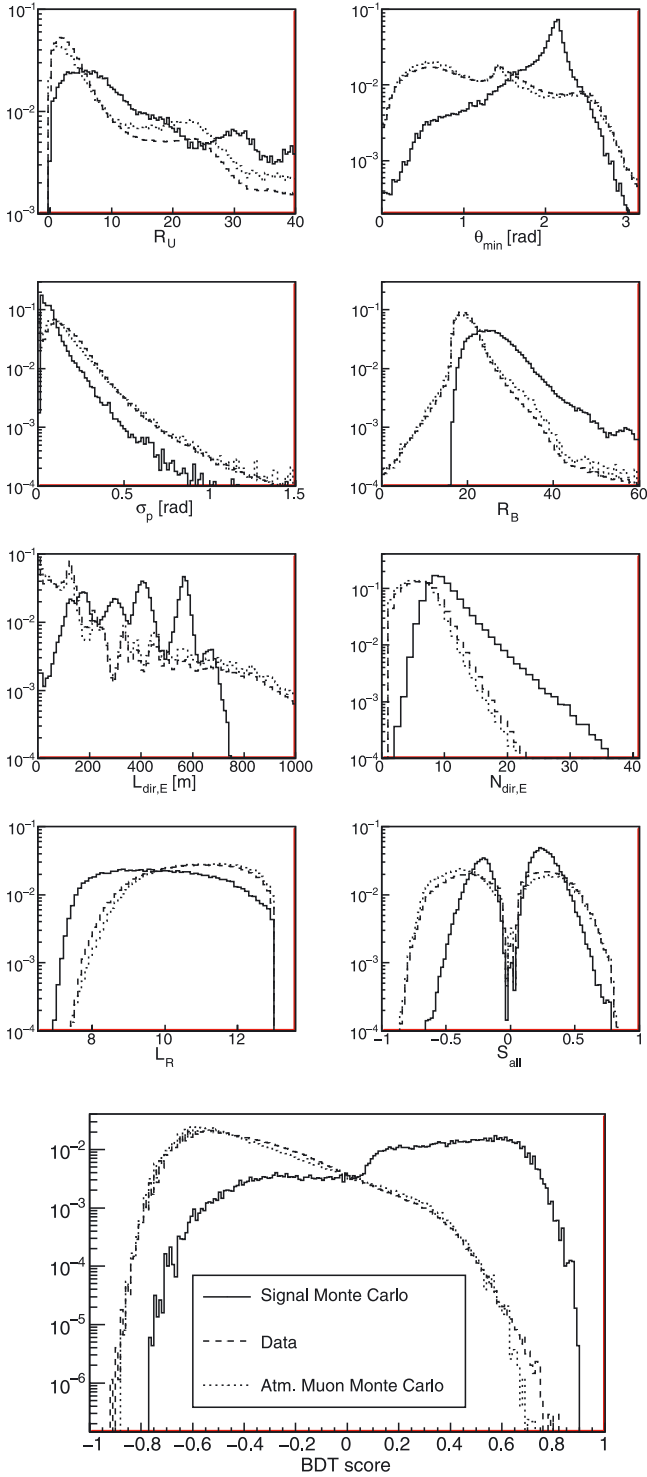 10⁻¹ 10⁻¹
10⁻² 10⁻²
10⁻³ 10⁻³
0 10 20 30 40 0 1 2 3
R_U θ_min [rad]
10⁻¹ 10⁻¹
10⁻² 10⁻²
10⁻³ 10⁻³
10⁻⁴ 10⁻⁴
0 0.5 1 1.5 0 20 40 60
σ_p [rad] R_B
10⁻¹ 10⁻¹
10⁻² 10⁻²
10⁻³ 10⁻³
10⁻⁴ 10⁻⁴
0 200 400 600 800 1000 0 10 20 30 40
L_dir,E [m] N_dir,E
10⁻¹ 10⁻¹
10⁻² 10⁻²
10⁻³ 10⁻³
10⁻⁴ 10⁻⁴
8 10 12 −1 −0.5 0 0.5 1
L_R S_all
10⁻²
10⁻³
10⁻⁴
10⁻⁵
10⁻⁶
Signal Monte Carlo
Data
Atm. Muon Monte Carlo
-1 -0.8 -0.6 -0.4 -0.2 0 0.2 0.4 0.6 0.8 1
BDT score